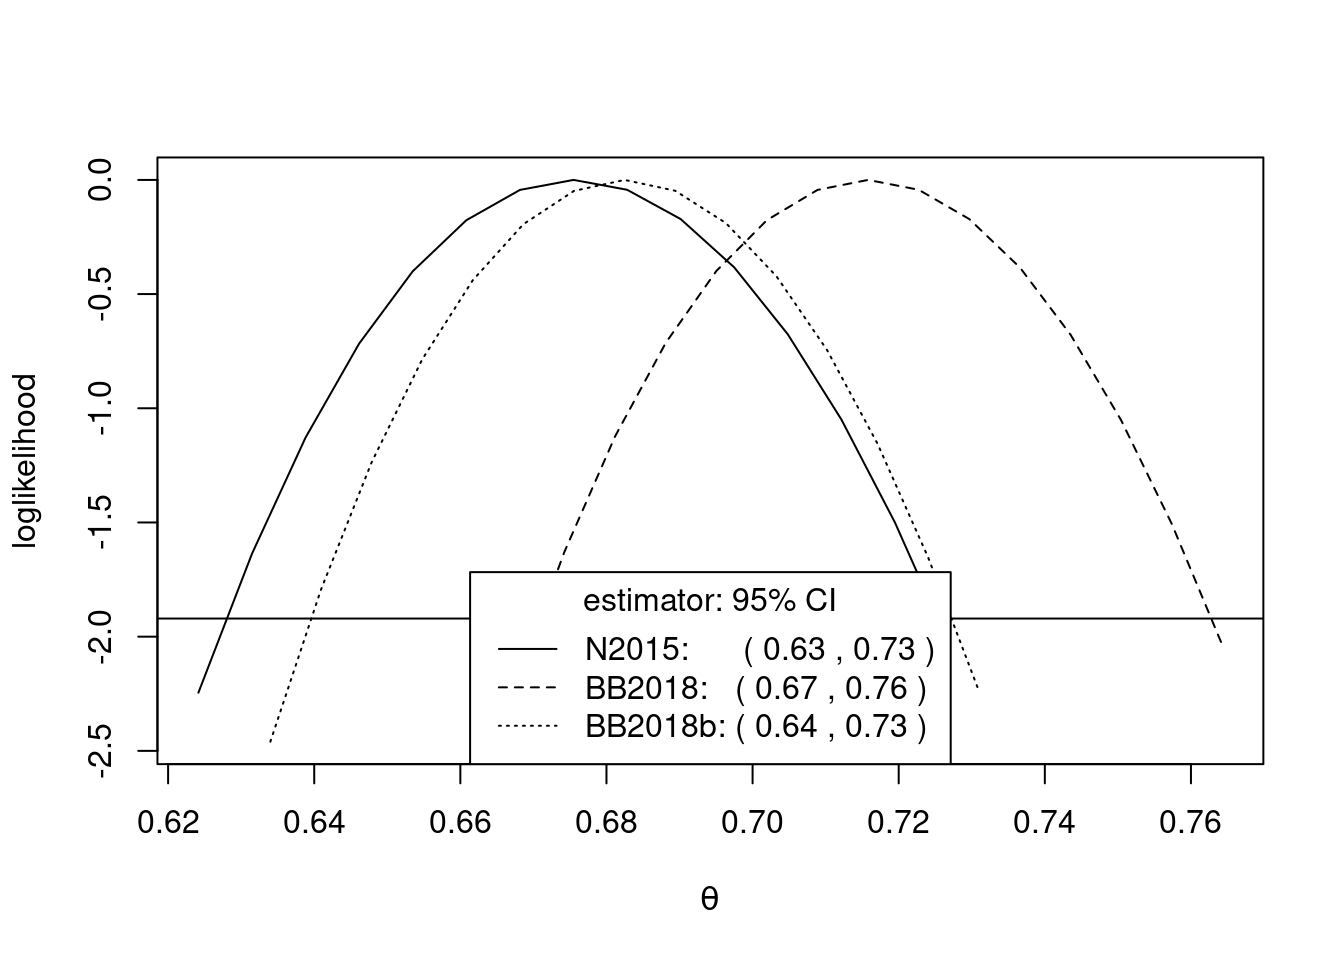 loglikelihood
0.0
-0.5
-1.0
-1.5
-2.0
-2.5
estimator: 95% CI
N2015: ( 0.63 , 0.73 )
BB2018: ( 0.67 , 0.76 )
BB2018b: ( 0.64 , 0.73 )
0.62 0.64 0.66 0.68 0.70 0.72 0.74 0.76
θ